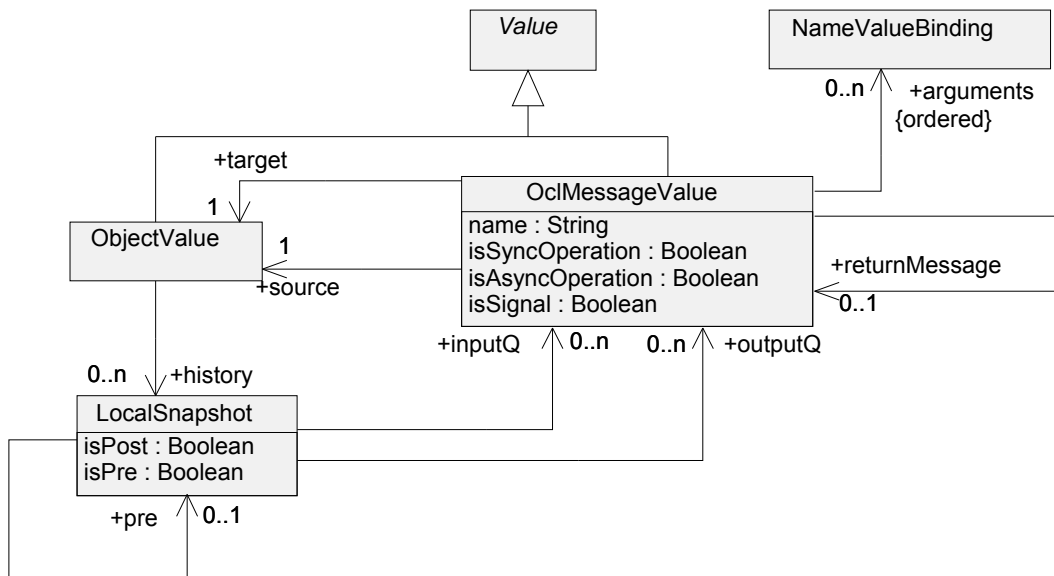 Value
NameValueBinding
0..n
+arguments
{ordered}
+target
1
OclMessageValue
name : String
isSyncOperation : Boolean
isAsyncOperation : Boolean
isSignal : Boolean
ObjectValue
1
+source
+returnMessage
0..1
+inputQ
0..n
0..n
+outputQ
0..n
+history
LocalSnapshot
isPost : Boolean
isPre : Boolean
+pre
0..1